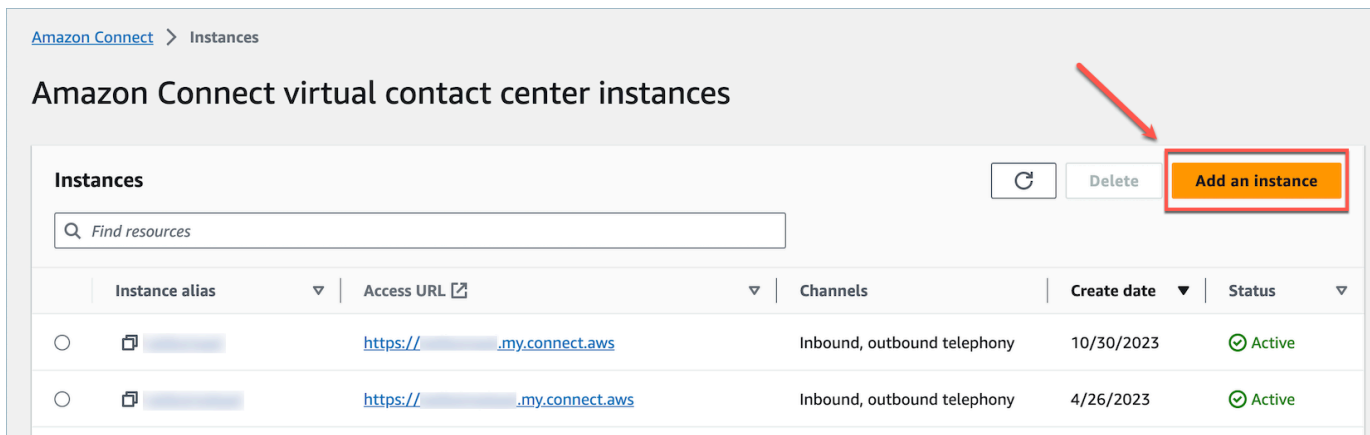 Amazon Connect > Instances
Amazon Connect virtual contact center instances
Instances
Delete
Add an instance
Find resources
Instance alias Access URL Channels Create date Status
https:// .my.connect.aws Inbound, outbound telephony 10/30/2023 Active
https:// .my.connect.aws Inbound, outbound telephony 4/26/2023 Active